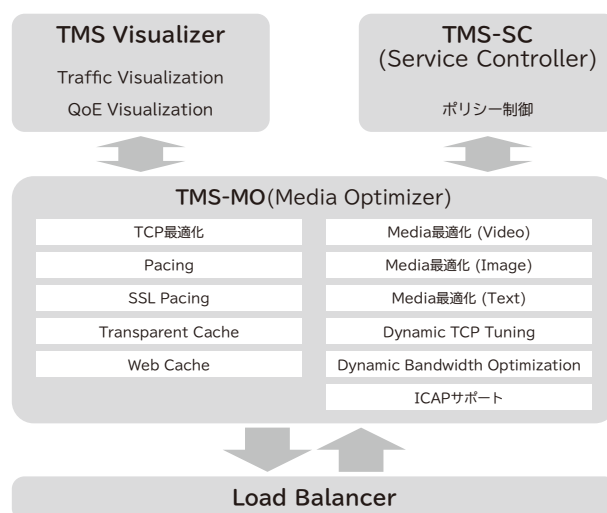 TMS Visualizer
Traffic Visualization
QoE Visualization
TMS-SC
(Service Controller)
ポリシー制御
TMS-MO(Media Optimizer)
TCP最適化
Pacing
SSL Pacing
Transparent Cache
Web Cache
Media最適化 (Video)
Media最適化 (Image)
Media最適化 (Text)
Dynamic TCP Tuning
Dynamic Bandwidth Optimization
ICAPサポート
Load Balancer